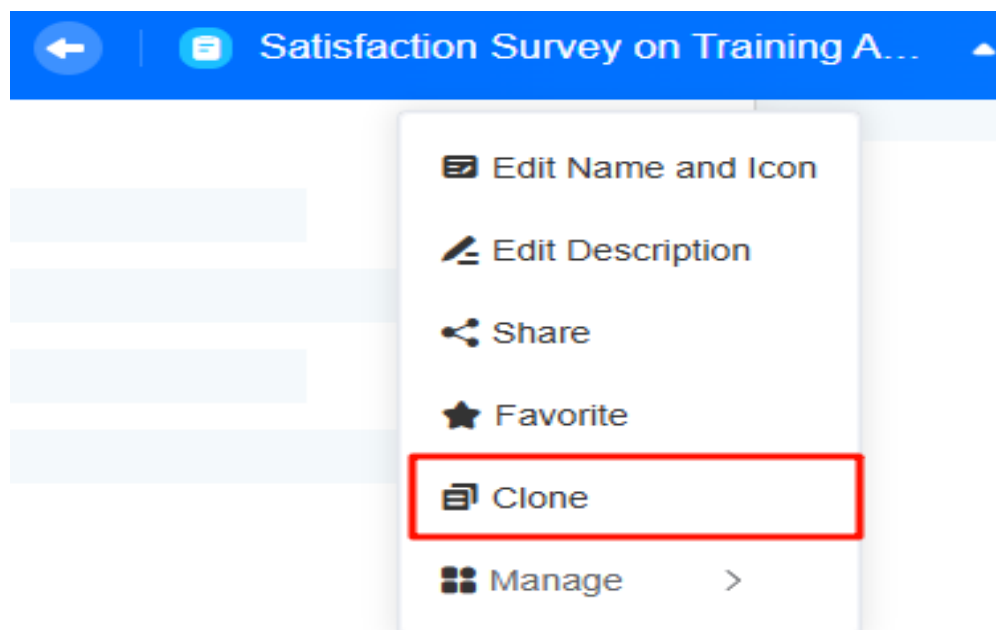 Satisfaction Survey on Training A...
Edit Name and Icon
Edit Description
Share
Favorite
Clone
Manage